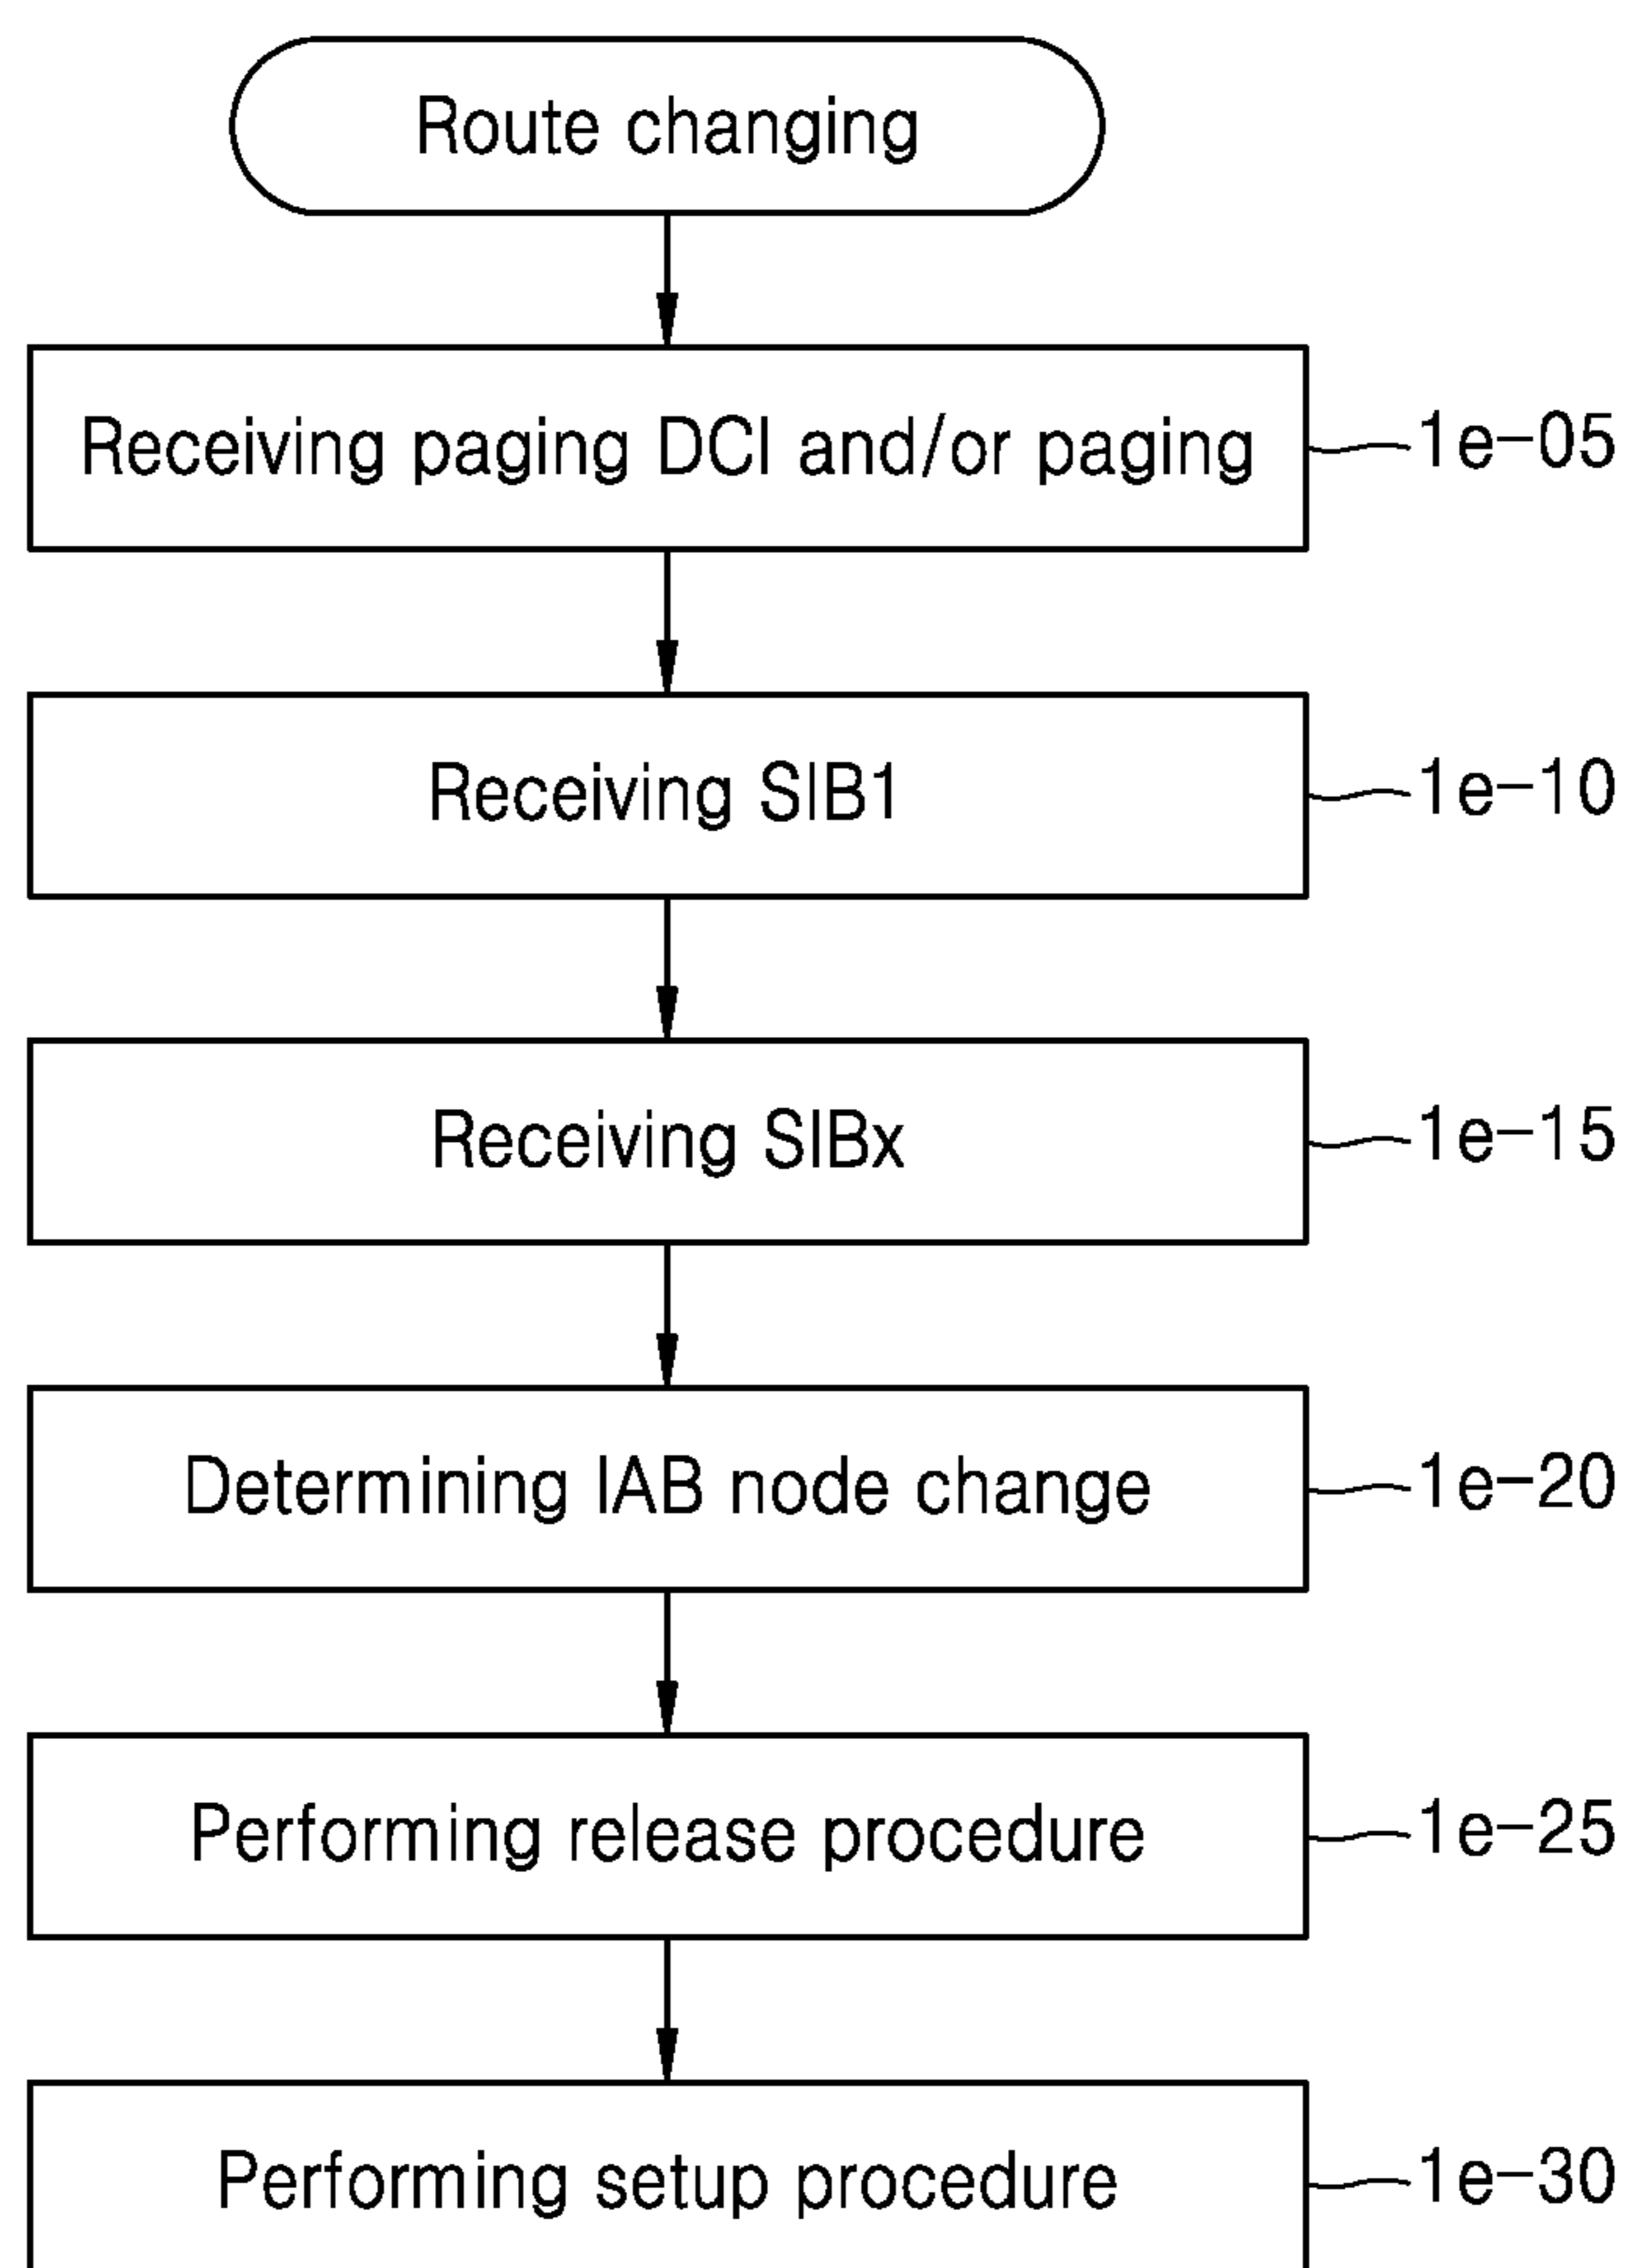 Route changing
Receiving paging DCI and/or paging 1e-05
Receiving SIB1 1e-10
Receiving SIBx 1e-15
Determining IAB node change 1e-20
Performing release procedure 1e-25
Performing setup procedure 1e-30